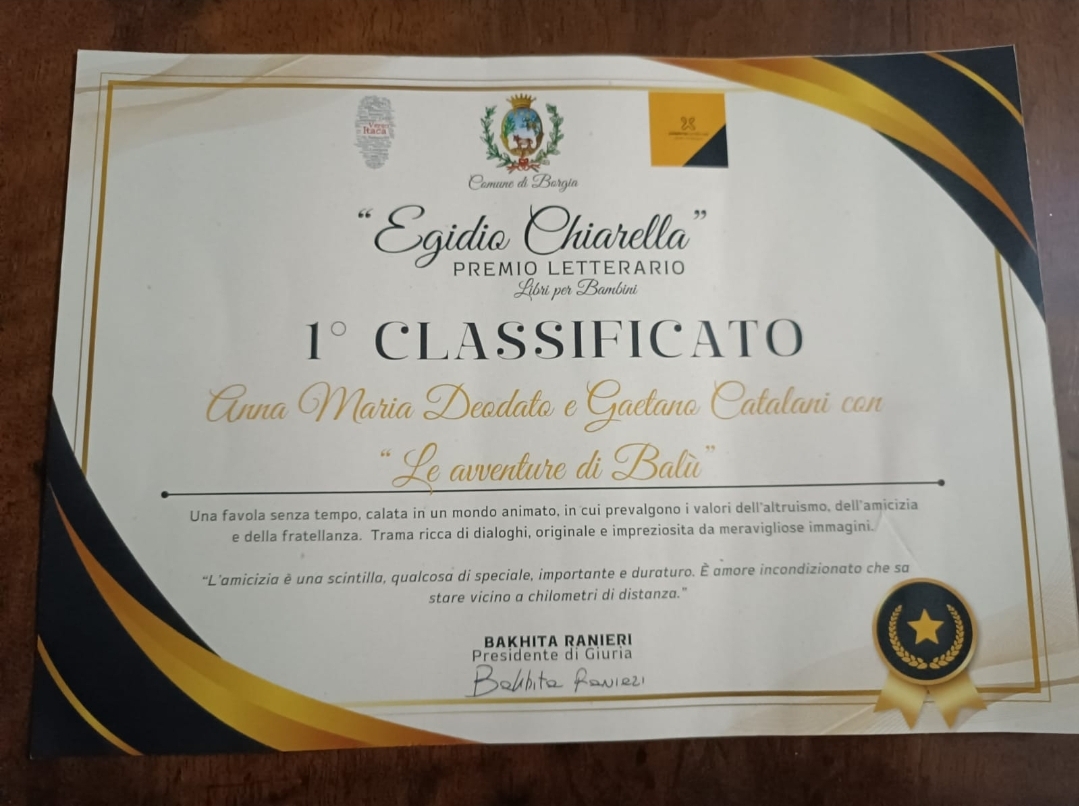 Verso
Itaca
Comune di Borgia
“Egidio Chiarella”
PREMIO LETTERARIO
Libri per Bambini
1° CLASSIFICATO
Anna Maria Deodato e Gaetano Catalani con
“Le avventure di Balù”
Una favola senza tempo, calata in un mondo animato, in cui prevalgono i valori dell'altruismo, dell'amicizia
e della fratellanza. Trama ricca di dialoghi, originale e impreziosita da meravigliose immagini.
“L'amicizia è una scintilla, qualcosa di speciale, importante e duraturo. È amore incondizionato che sa
stare vicino a chilometri di distanza.”
BAKHITA RANIERI
Presidente di Giuria
Bakhita Ranieri